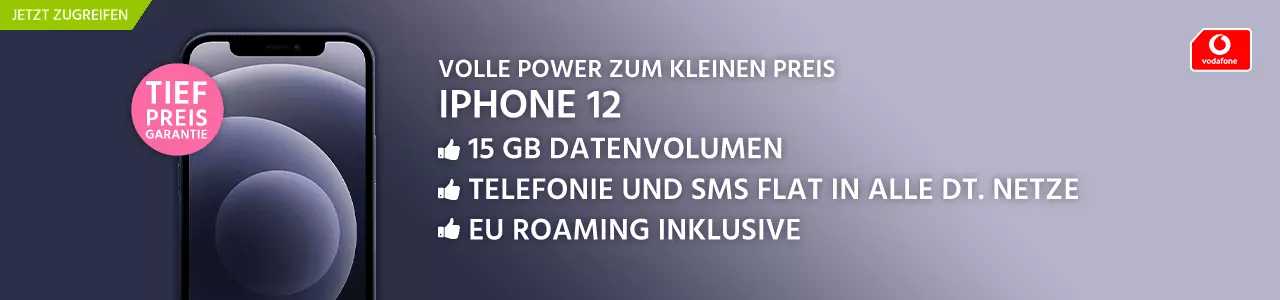 JETZT ZUGREIFEN
TIEF
PREIS
GARANTIE
VOLLE POWER ZUM KLEINEN PREIS
IPHONE 12
15 GB DATENVOLUMEN
TELEFONIE UND SMS FLAT IN ALLE DT. NETZE
EU ROAMING INKLUSIVE
vodafone